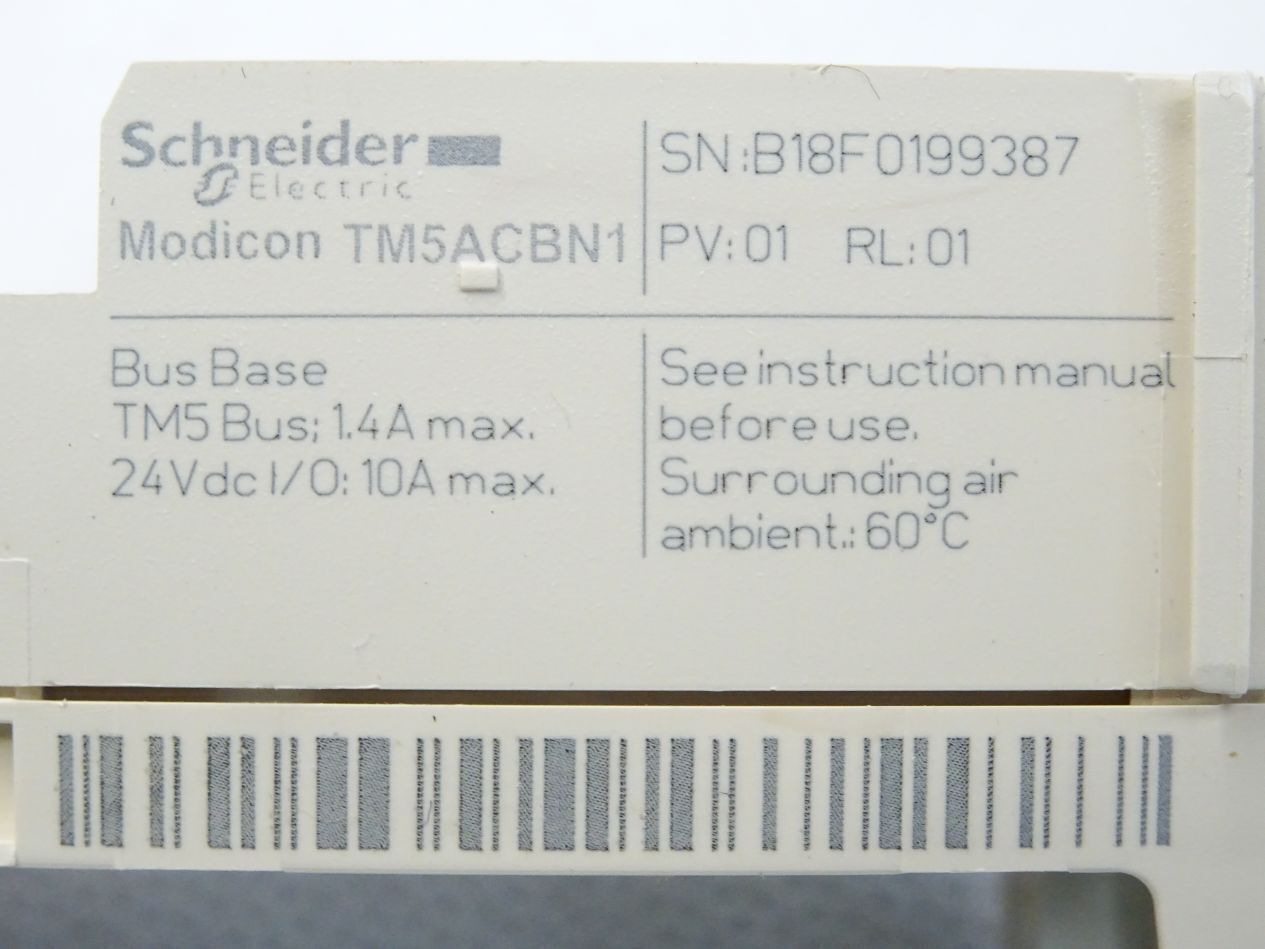 Schneider
Electric
Modicon TM5ACBN1
SN:B18F0199387
PV:01 RL:01
Bus Base
TM5 Bus; 1.4A max.
24Vdc I/O: 10A max.
See instruction manual
before use.
Surrounding air
ambient.: 60°C